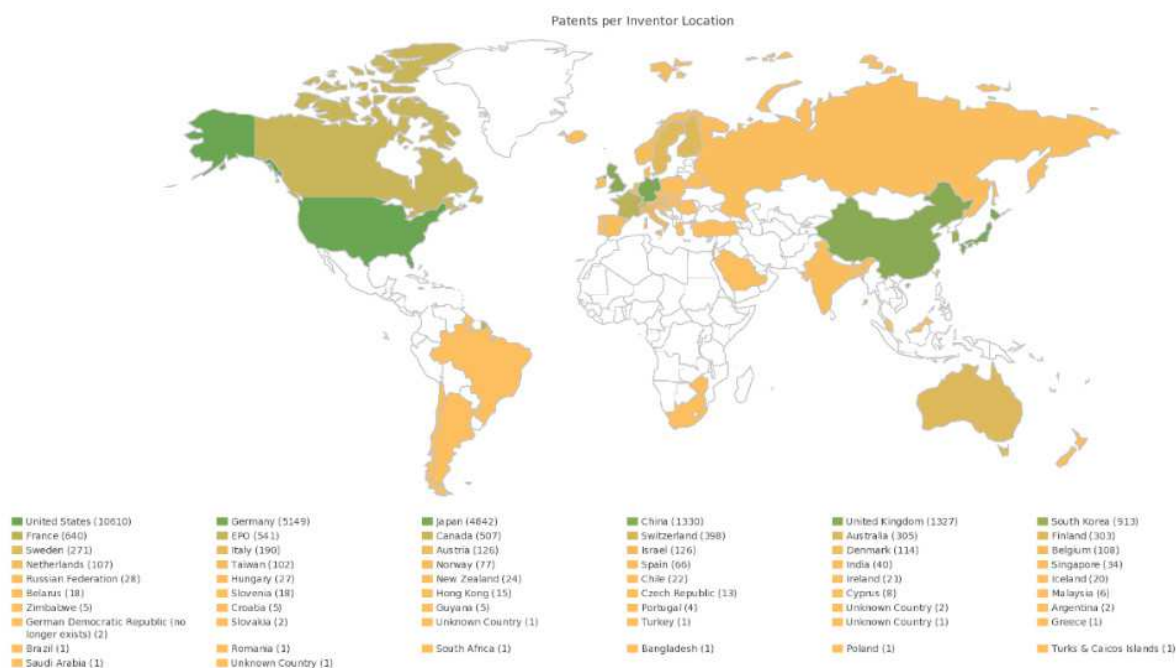 Patents per Inventor Location
United States (10610) Germany (5149) Japan (4842) China (1330) United Kingdom (1327) South Korea (913)
France (640) EPO (541) Canada (507) Switzerland (398) Australia (305) Finland (303)
Sweden (271) Italy (190) Austria (126) Israel (126) Denmark (114) Belgium (108)
Netherlands (107) Taiwan (102) Norway (77) Spain (66) India (40) Singapore (34)
Russian Federation (28) Hungary (27) New Zealand (24) Chile (22) Ireland (21) Iceland (20)
Belarus (18) Slovenia (18) Hong Kong (15) Czech Republic (13) Cyprus (8) Malaysia (6)
Zimbabwe (5) Croatia (5) Guyana (5) Portugal (4) Unknown Country (2) Argentina (2)
German Democratic Republic (no Slovakia (2) Unknown Country (1) Turkey (1) Unknown Country (1) Greece (1)
longer exists) (2)
Brazil (1) Romania (1) South Africa (1) Bangladesh (1) Poland (1) Turks & Caicos Islands (1)
Saudi Arabia (1) Unknown Country (1)